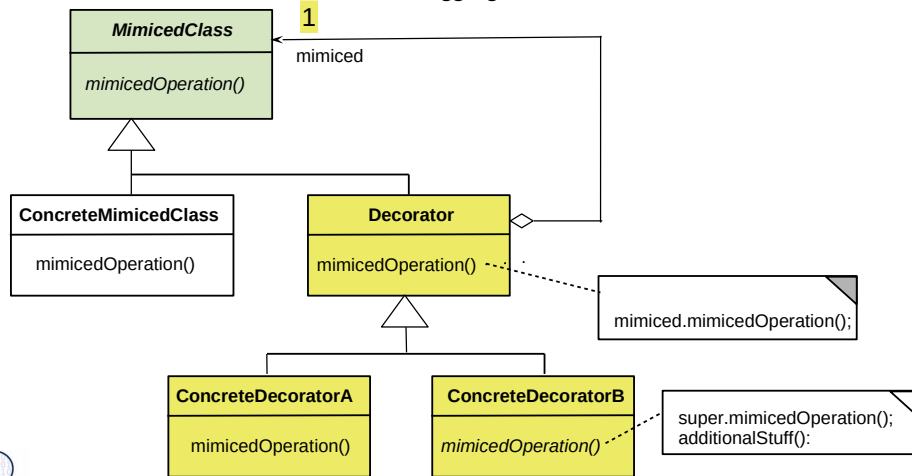 1
MimicedClass
mimiced
mimicedOperation()
ConcreteMimicedClass
Decorator
mimicedOperation()
mimicedOperation()
mimiced.mimicedOperation();
ConcreteDecoratorA
ConcreteDecoratorB
mimicedOperation()
mimicedOperation()
super.mimicedOperation();
additionalStuff():